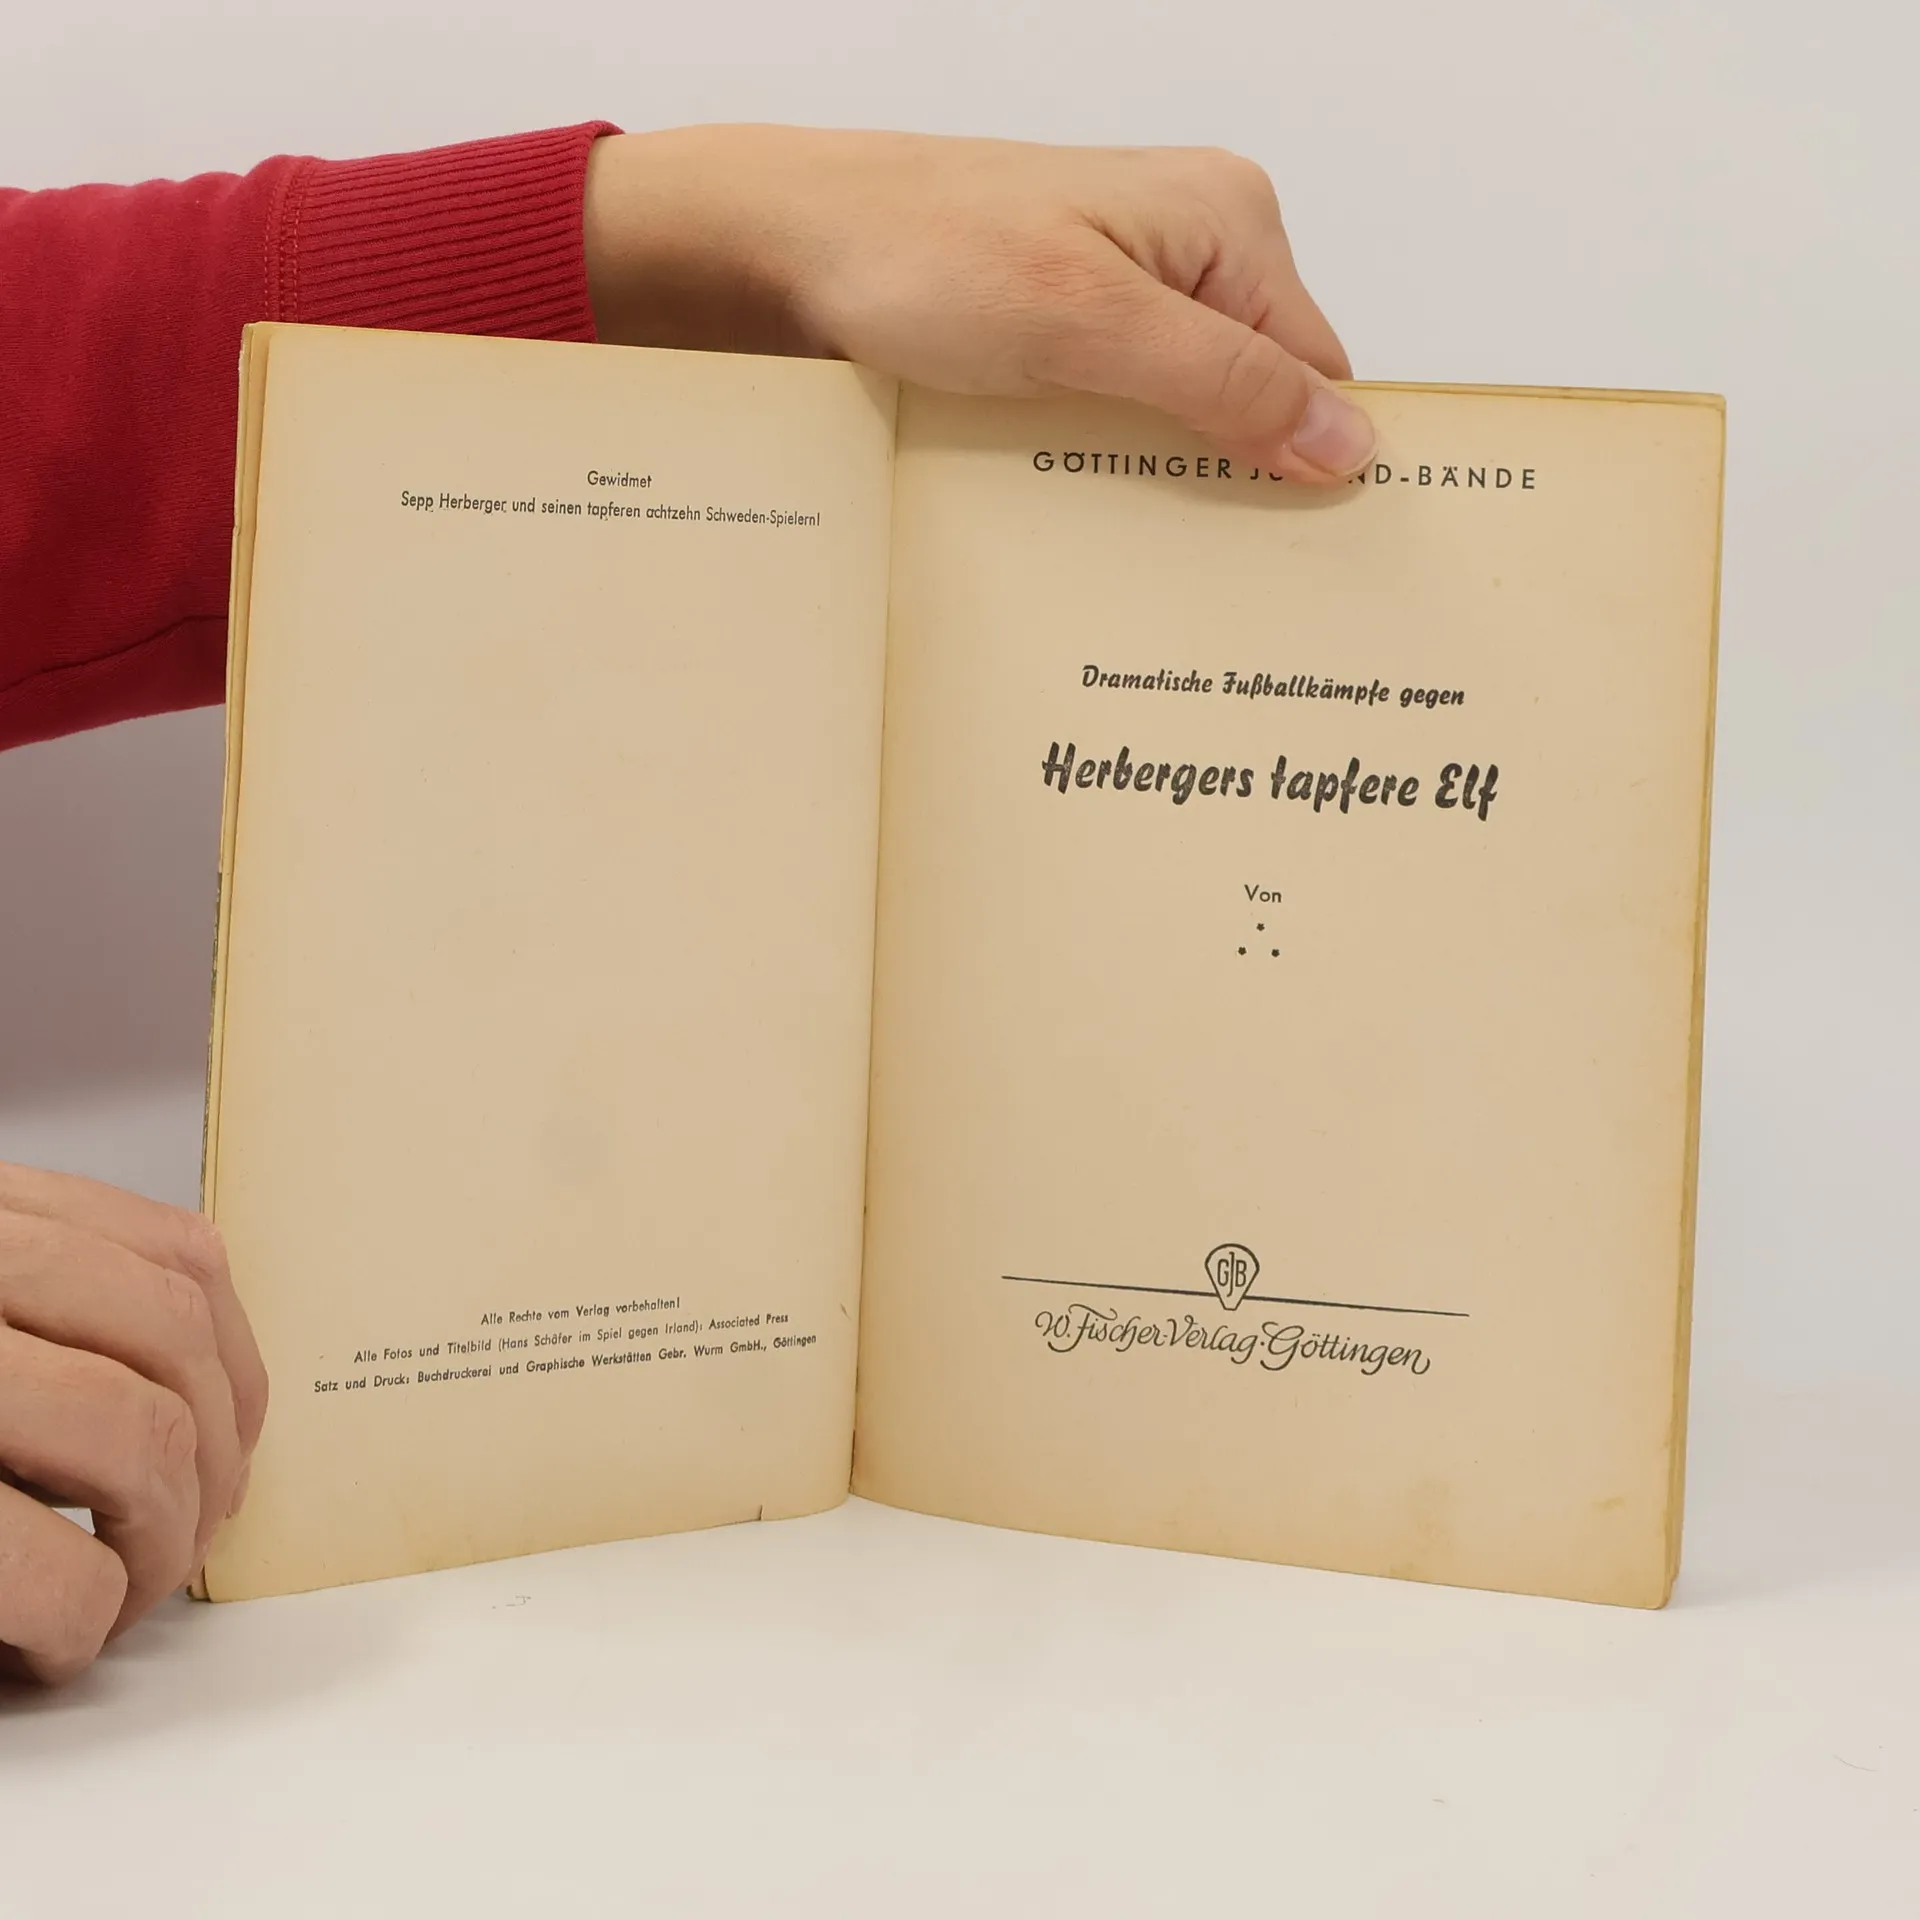 Gewidmet
Sepp Herberger und seinen tapferen achtzehn Schweden-Spielern!
Alle Rechte vom Verlag vorbehalten!
Alle Fotos und Titelbild (Hans Schäfer im Spiel gegen Irland): Associated Press
Satz und Druck: Buchdruckerei und Graphische Werkstätten Gebr. Wurm GmbH., Göttingen
GÖTTINGER ND-BÄNDE
Dramatische Fußballkämpfe gegen
Herbergers tapfere Elf
Von
GJB
W. Fischer-Verlag·Göttingen